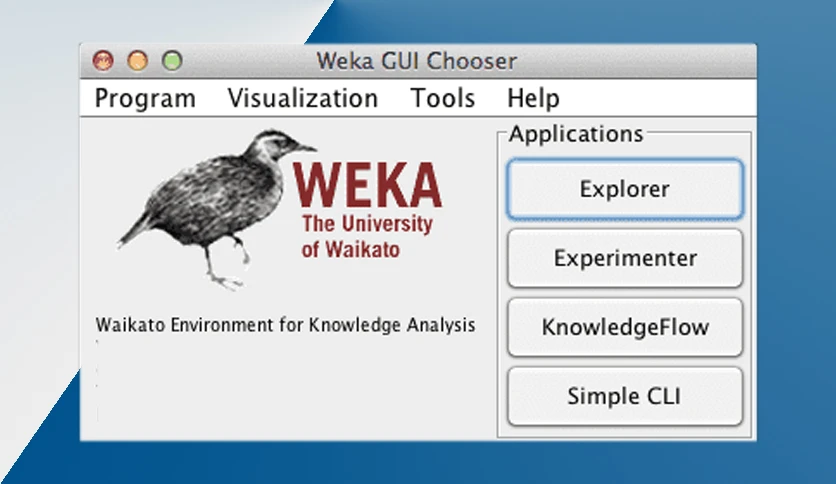 Weka GUI Chooser
Program Visualization Tools Help
WEKA
The University
of Waikato
Waikato Environment for Knowledge Analysis
Applications
Explorer
Experimenter
KnowledgeFlow
Simple CLI